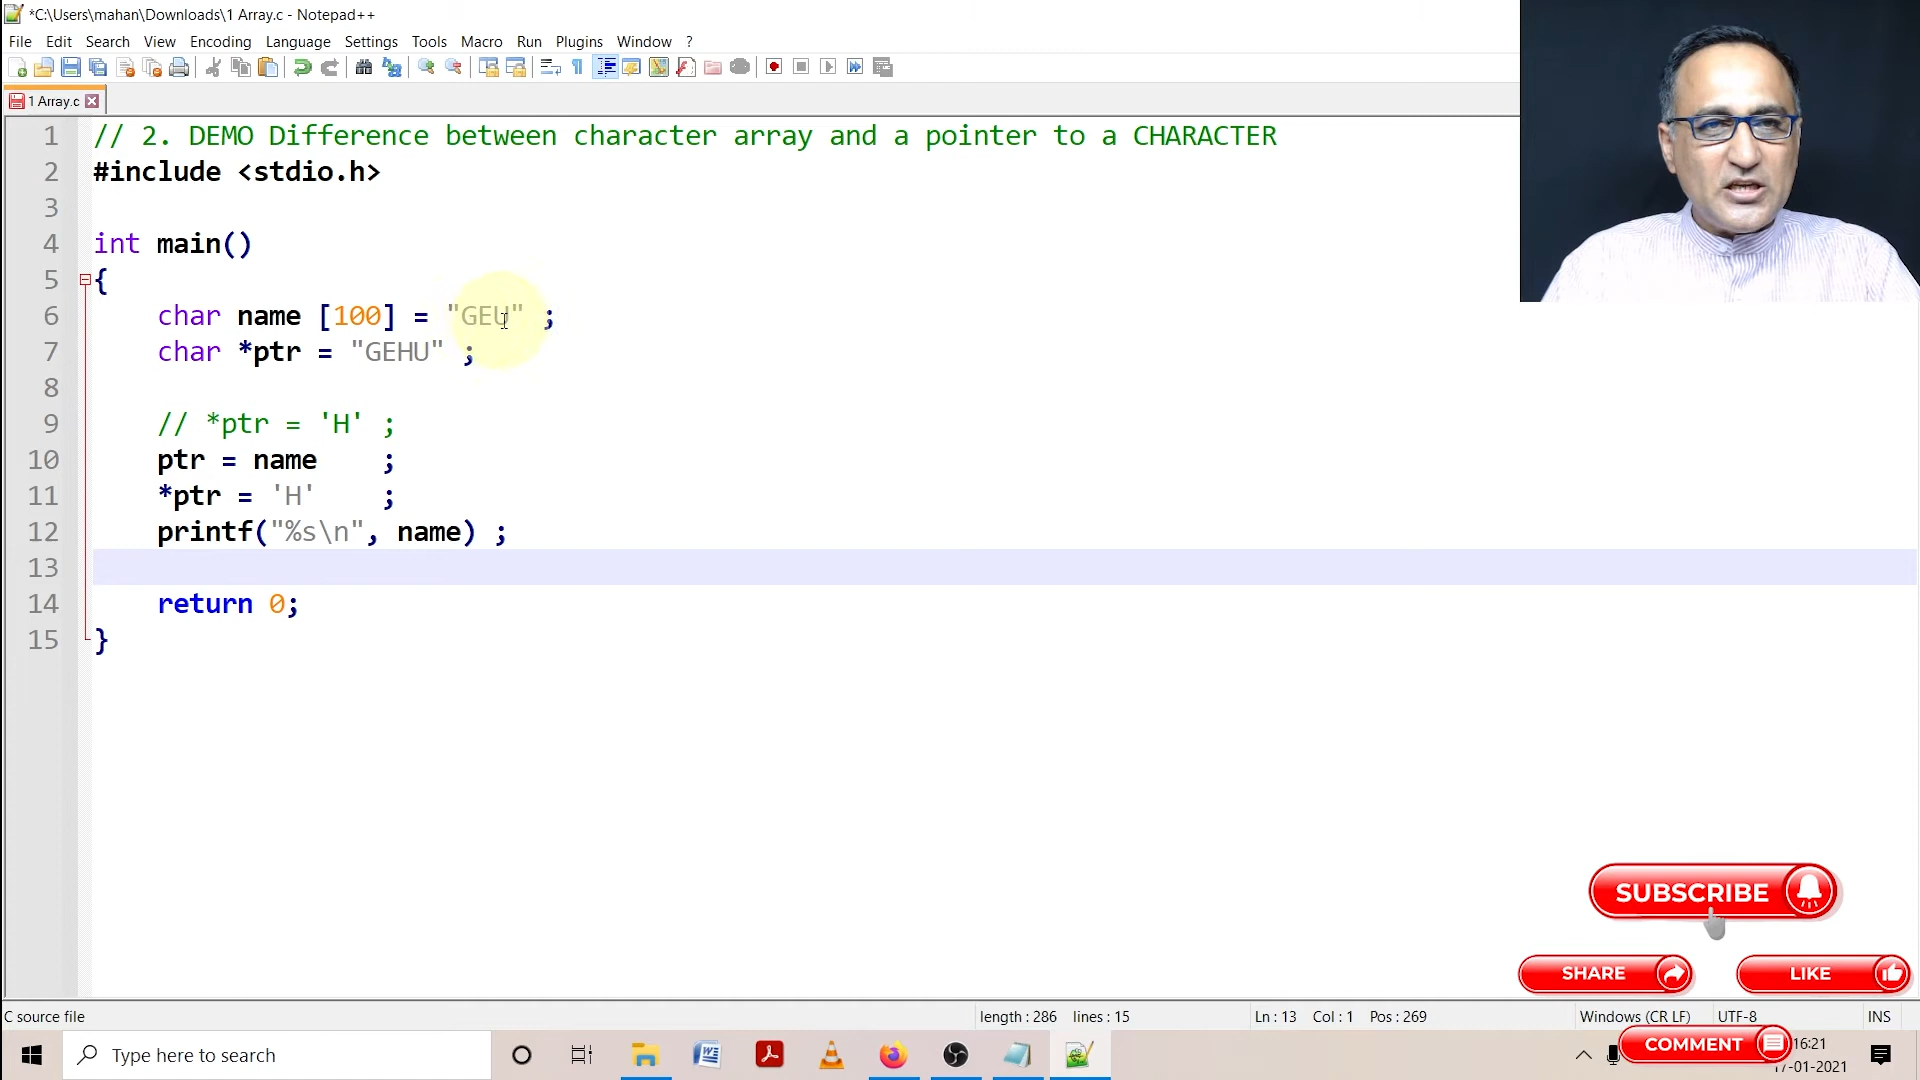 *C:\Users\mahan\Downloads\1 Array.c - Notepad++
File Edit Search View Encoding Language Settings Tools Macro Run Plugins Window ?
1 Array.c
1 // 2. DEMO Difference between character array and a pointer to a CHARACTER
2 #include <stdio.h>
3
4 int main()
5 {
6 char name [100] = "GEU" ;
7 char *ptr = "GEHU" ;
8
9 // *ptr = 'H' ;
10 ptr = name ;
11 *ptr = 'H' ;
12 printf("%s\n", name) ;
13
14 return 0;
15 }
SUBSCRIBE
SHARE LIKE
C source file length : 286 lines : 15 Ln : 13 Col : 1 Pos : 269 Windows (CR LF) UTF-8 INS
Type here to search
COMMENT
16:21
17-01-2021